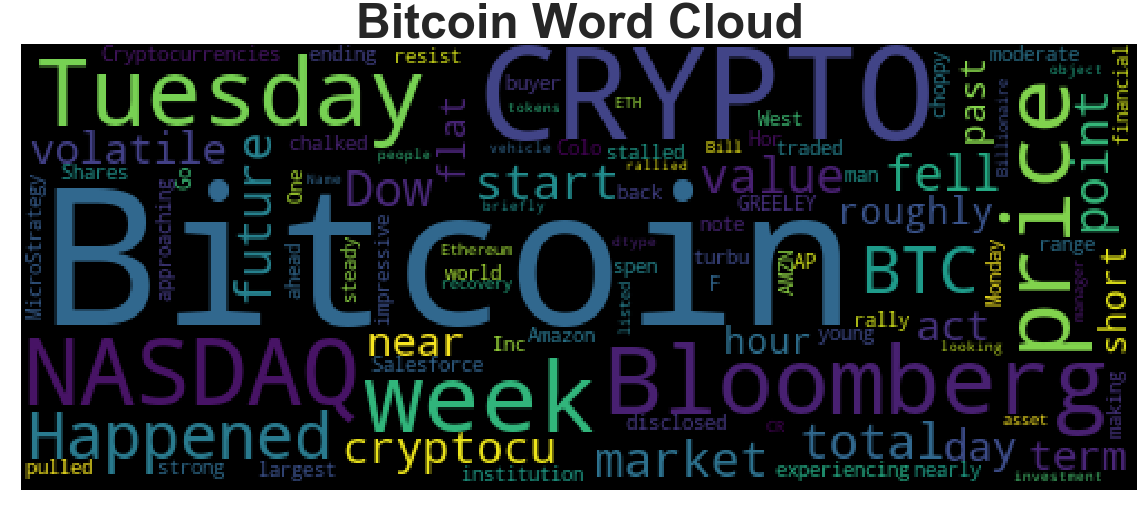 Bitcoin Word Cloud
Cryptocurrencies
ending
resist
Tuesday
CRYPTO
buyer
tokens
ETH
West
choppy
moderate
object
past
price
point
financial
Billionaire
volatile
chalked
people
flat
vehicle
Colo
stalled
rallied
Bill
Hor
traded
Shares
Go
future
One
Name
Dow
start
briefly
back
value
man
fell
GREELEY
roughly
note
MicroStrategy
approaching
Bitcoin
ahead
steady
impressive
Ethereum
world
recovery
dtype
spen
listed
turbu
F
AMZN
AP
BTC
Monday
range
manager
short
NASDAQ
near
Inc
Amazon
Salesforce
hour
young
rally
act
looking
week
Bloomberg
making
Happened
cryptocu
disclosed
CR
asset
total
day
term
pulled
strong
largest
institution
market
experiencing
nearly
investment